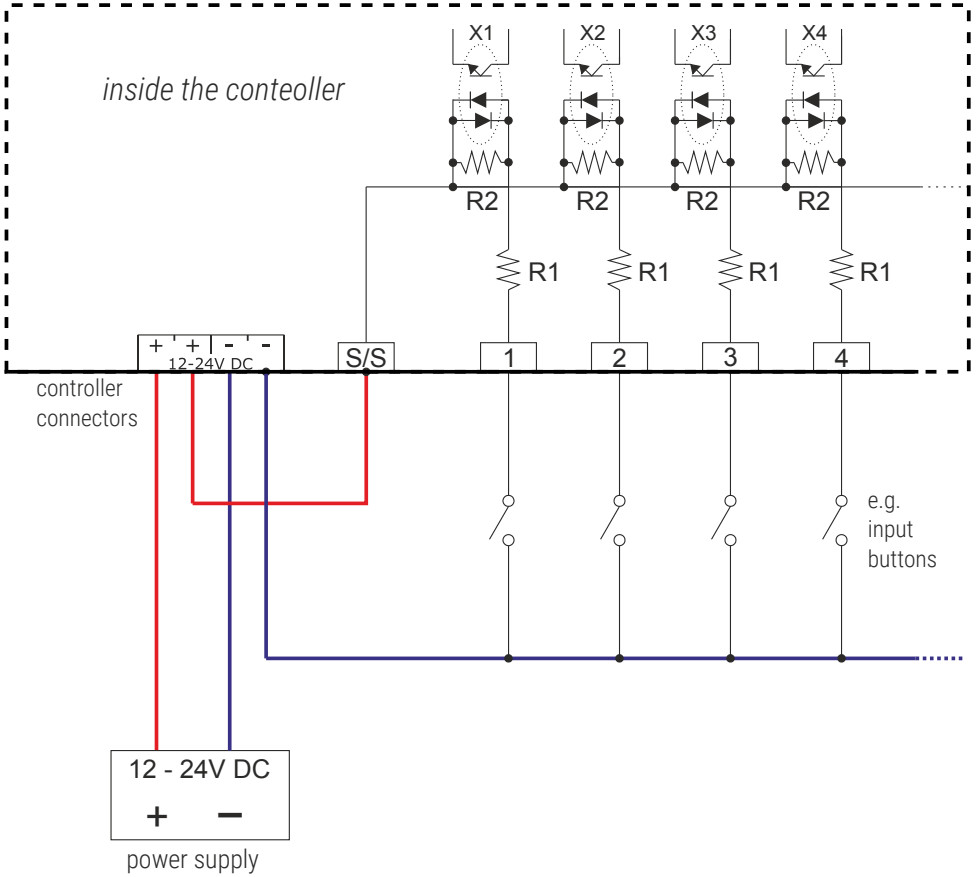 X1 X2 X3 X4
inside the conteoller
R2 R2 R2 R2
R1 R1 R1 R1
+ + - -
12-24V DC
S/S 1 2 3 4
controller
connectors
e.g.
input
buttons
12 - 24V DC
+ -
power supply